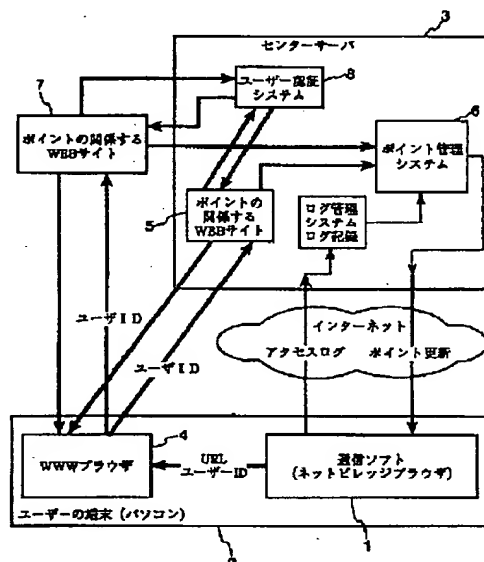 3
センターサーバ
7
ユーザー認証
システム
8
6
ポイントの関係する
WEBサイト
ポイント管理
システム
ポイントの
関係する
WEBサイト
5
ログ管理
システム
ログ記録
ユーザID
ユーザID
インターネット
アクセスログ
ポイント更新
4
WWWブラウザ
URL
ユーザーID
通信ソフト
(ネットビレッジブラウザ)
ユーザーの端末(パソコン)
1